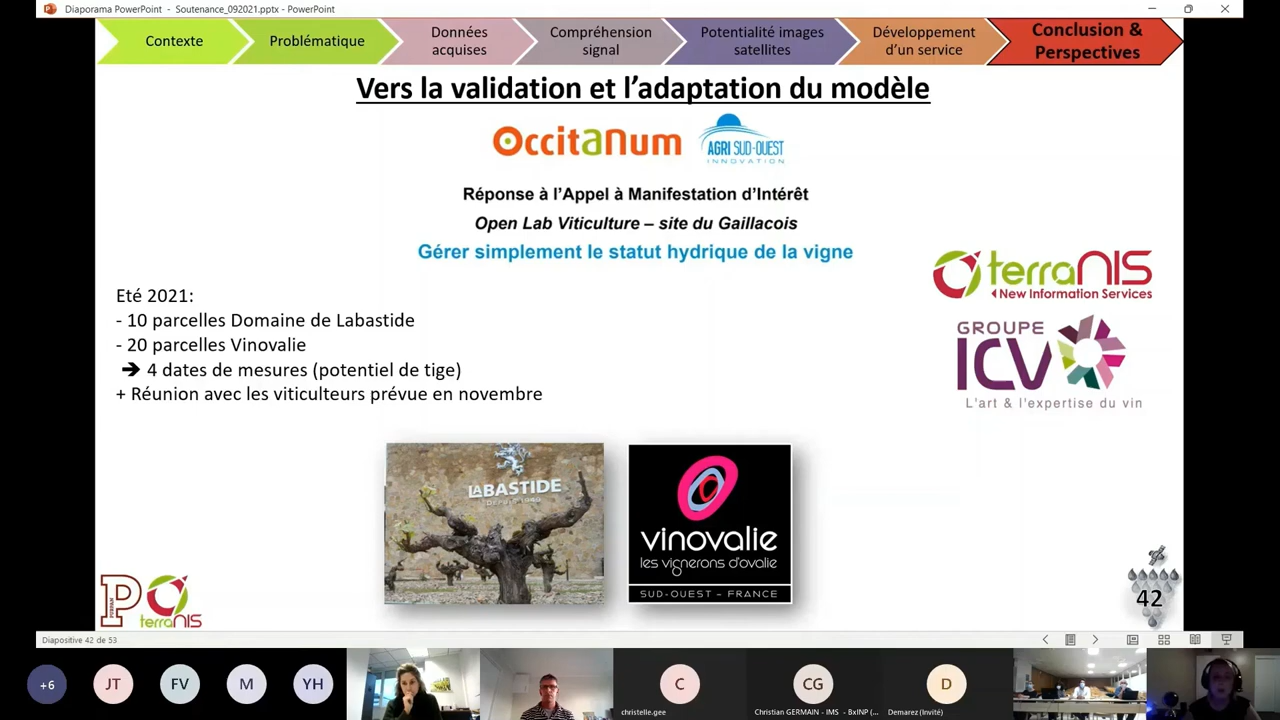 Diaporama PowerPoint - Soutenance_092021.pptx - PowerPoint
Contexte
Problématique
Données
acquises
Compréhension
signal
Potentialité images
satellites
Développement
d'un service
Conclusion &
Perspectives
Vers la validation et l'adaptation du modèle
OccitaNum
AGRI SUD-OUEST
INNOVATION
Réponse à l'Appel à Manifestation d'Intérêt
Open Lab Viticulture – site du Gaillacois
Gérer simplement le statut hydrique de la vigne
terraNIS
New Information Services
GROUPE
ICV
L'art & l'expertise du vin
Eté 2021:
- 10 parcelles Domaine de Labastide
- 20 parcelles Vinovalie
➔ 4 dates de mesures (potentiel de tige)
+ Réunion avec les viticulteurs prévue en novembre
LABASTIDE
vinovalie
les vignerons d'ovalie
SUD-OUEST – FRANCE
P
PURPAN
terraNIS
42
Diapositive 42 de 53
+6
JT
FV
M
YH
C
christelle.gee
CG
Christian GERMAIN - IMS - BxINP (...
D
Demarez (Invité)